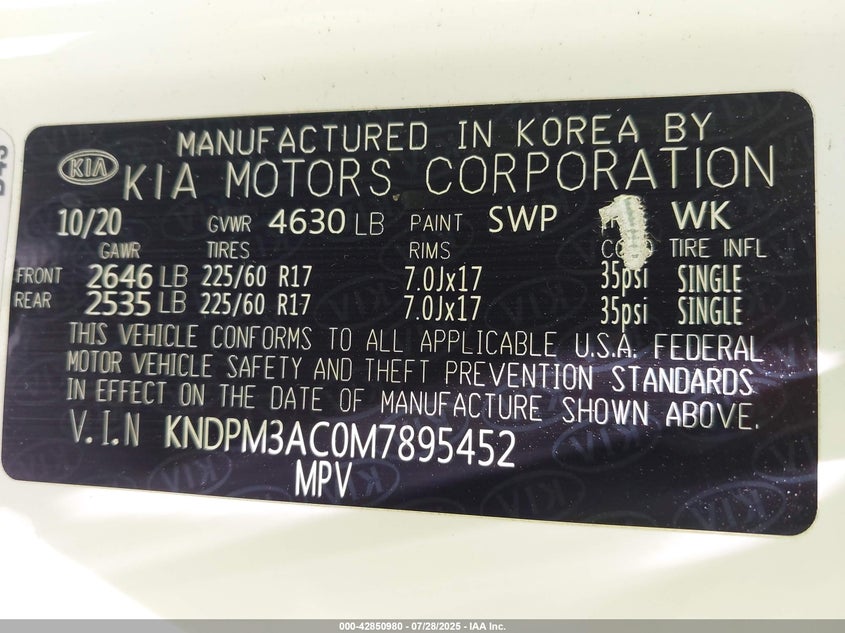 MANUFACTURED IN KOREA BY
KIA KIA MOTORS CORPORATION
10/20 GVWR 4630 LB PAINT SWP WK
GAWR TIRES RIMS COLD TIRE INFL
FRONT 2646 LB 225/60 R17 7.0Jx17 35psi SINGLE
REAR 2535 LB 225/60 R17 7.0Jx17 35psi SINGLE
THIS VEHICLE CONFORMS TO ALL APPLICABLE U.S.A. FEDERAL
MOTOR VEHICLE SAFETY AND THEFT PREVENTION STANDARDS
IN EFFECT ON THE DATE OF MANUFACTURE SHOWN ABOVE.
V.I.N KNDPM3AC0M7895452
MPV
000-42850980 - 07/28/2025 - IAA Inc.